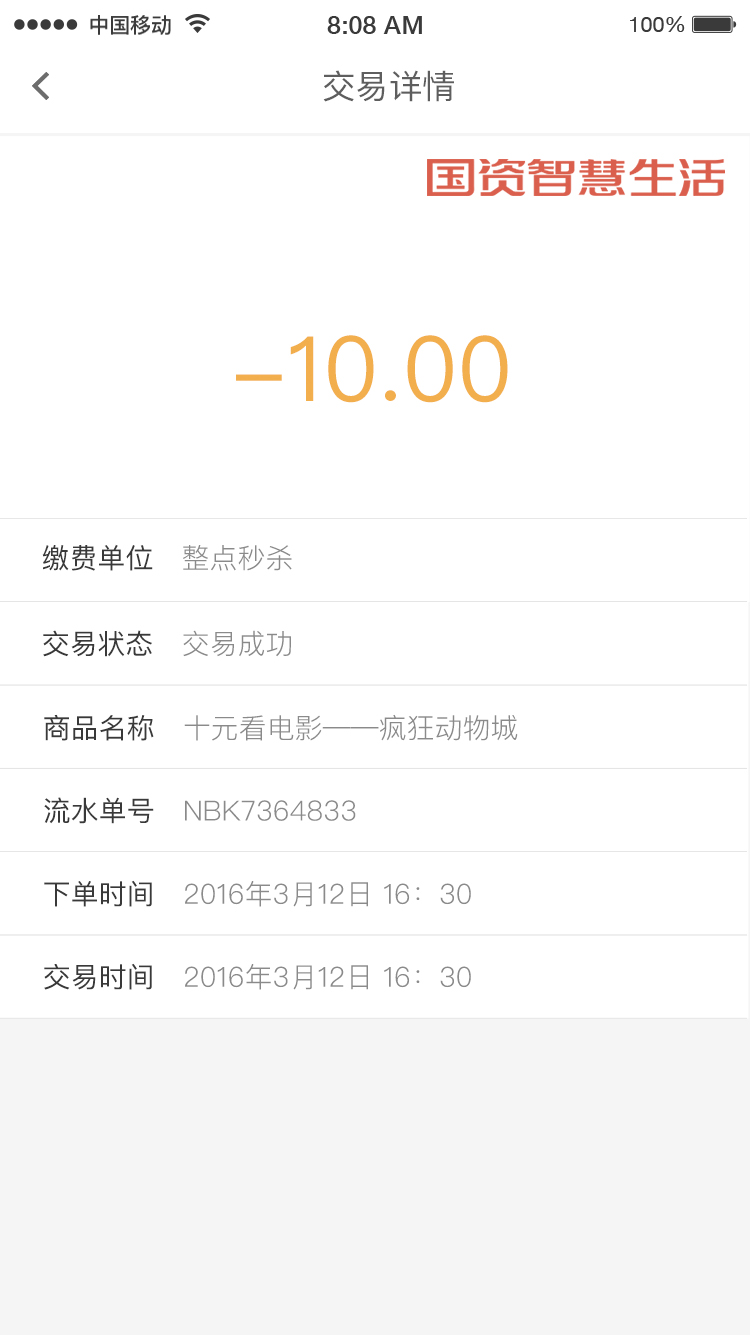 中国移动 8:08 AM 100%
交易详情
国资智慧生活
–10.00
缴费单位 整点秒杀
交易状态 交易成功
商品名称 十元看电影——疯狂动物城
流水单号 NBK7364833
下单时间 2016年3月12日 16：30
交易时间 2016年3月12日 16：30